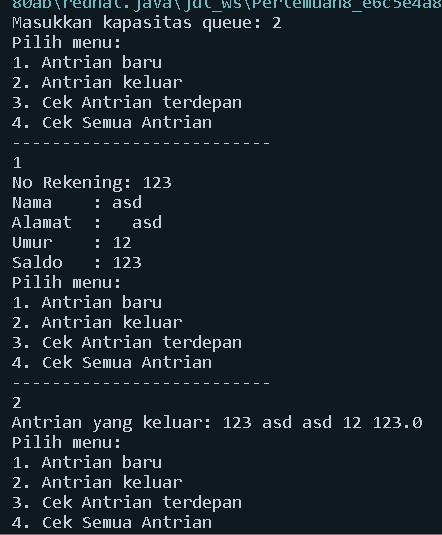 80ab\redhat.java\jdt_ws\Pertemuan8_e6c5e4a8
Masukkan kapasitas queue: 2
Pilih menu:
1. Antrian baru
2. Antrian keluar
3. Cek Antrian terdepan
4. Cek Semua Antrian
--------------------------
1
No Rekening: 123
Nama    : asd
Alamat  :   asd
Umur    : 12
Saldo   : 123
Pilih menu:
1. Antrian baru
2. Antrian keluar
3. Cek Antrian terdepan
4. Cek Semua Antrian
--------------------------
2
Antrian yang keluar: 123 asd asd 12 123.0
Pilih menu:
1. Antrian baru
2. Antrian keluar
3. Cek Antrian terdepan
4. Cek Semua Antrian